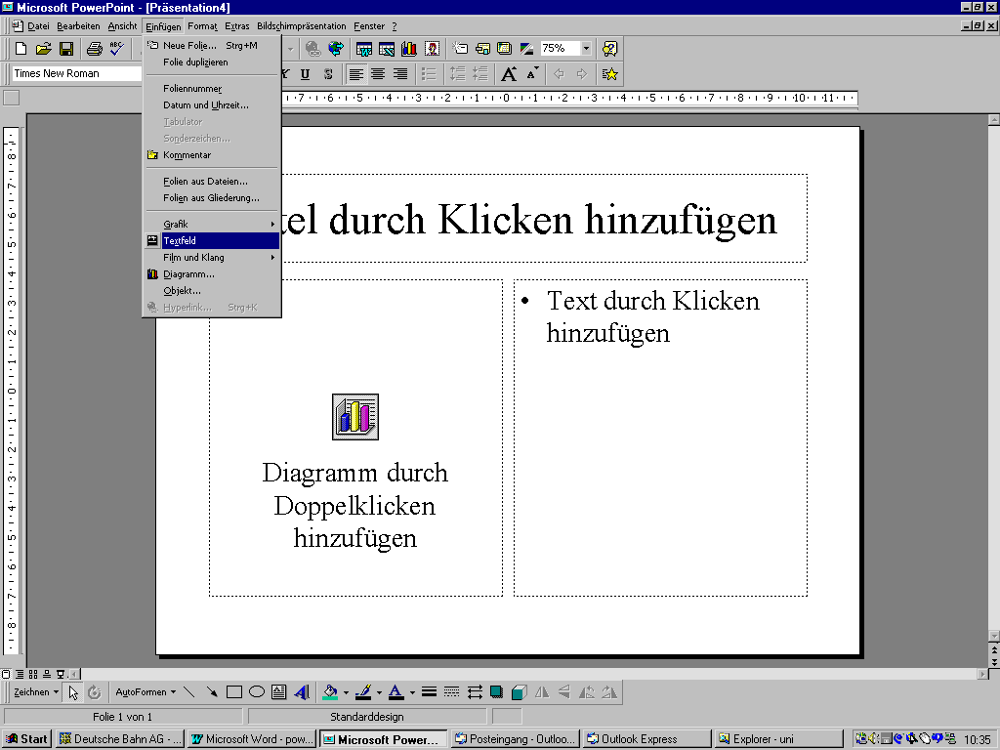 Microsoft PowerPoint - [Präsentation4]
Datei Bearbeiten Ansicht Einfügen Format Extras Bildschirmpräsentation Fenster ?
75%
Times New Roman
U S A A
Neue Folie... Strg+M
Folie duplizieren
Foliennummer
Datum und Uhrzeit...
Tabulator
Sonderzeichen...
Kommentar
Folien aus Dateien...
Folien aus Gliederung...
Grafik
Textfeld
Film und Klang
Diagramm...
Objekt...
Hyperlink... Strg+K
7 6 5 4 3 2 1 0 1 2 3 4 5 6 7 8 9 10 11
8 7 6 5 4 3 2 1 0 1 2 3 4 5 6 7 8
tel durch Klicken hinzufügen
• Text durch Klicken
hinzufügen
Diagramm durch
Doppelklicken
hinzufügen
Zeichnen AutoFormen
Folie 1 von 1 Standarddesign
Start Deutsche Bahn AG - ... Microsoft Word - pow... Microsoft Power... Posteingang - Outloo... Outlook Express Explorer - uni 10:35